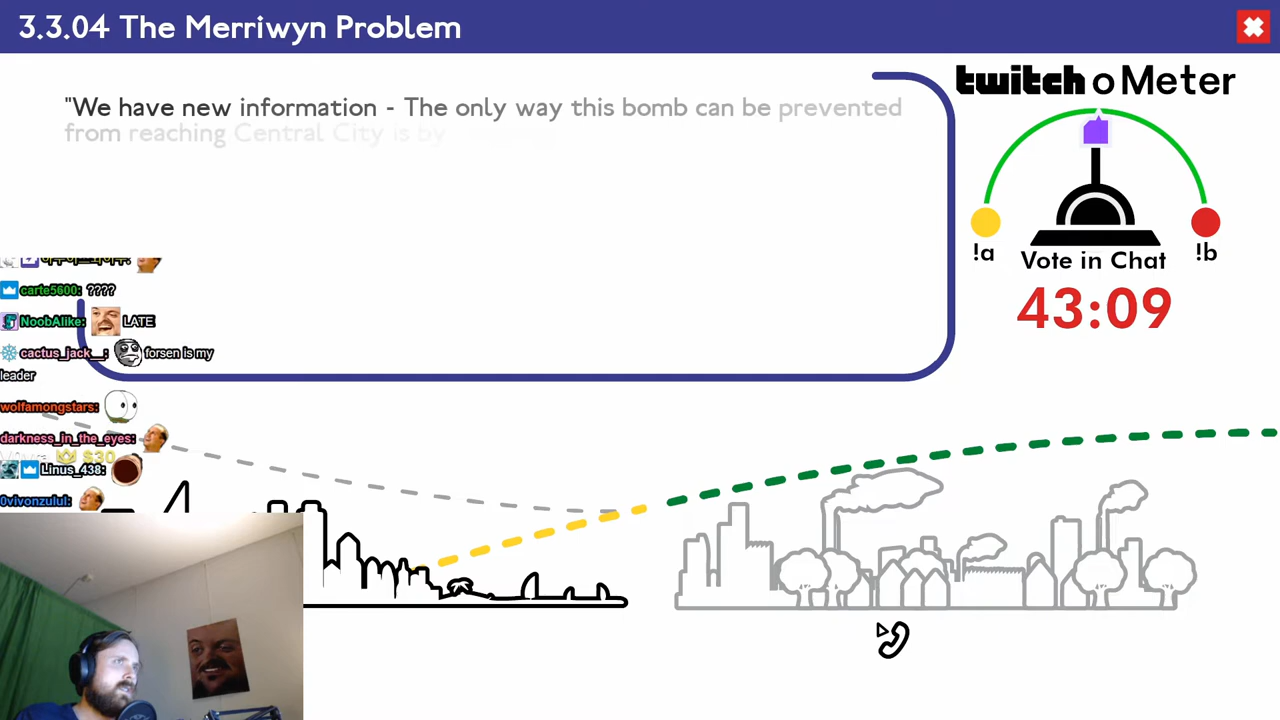 3.3.04 The Merriwyn Problem
"We have new information - The only way this bomb can be prevented
from reaching Central City is by
twitch o Meter
!a
!b
Vote in Chat
43:09
carte5600: ????
NoobAlike: LATE
cactus_jack__: forsen is my
leader
wolfamongstars:
darkness_in_the_eyes:
$30
Linus_438:
0vivonzulul: